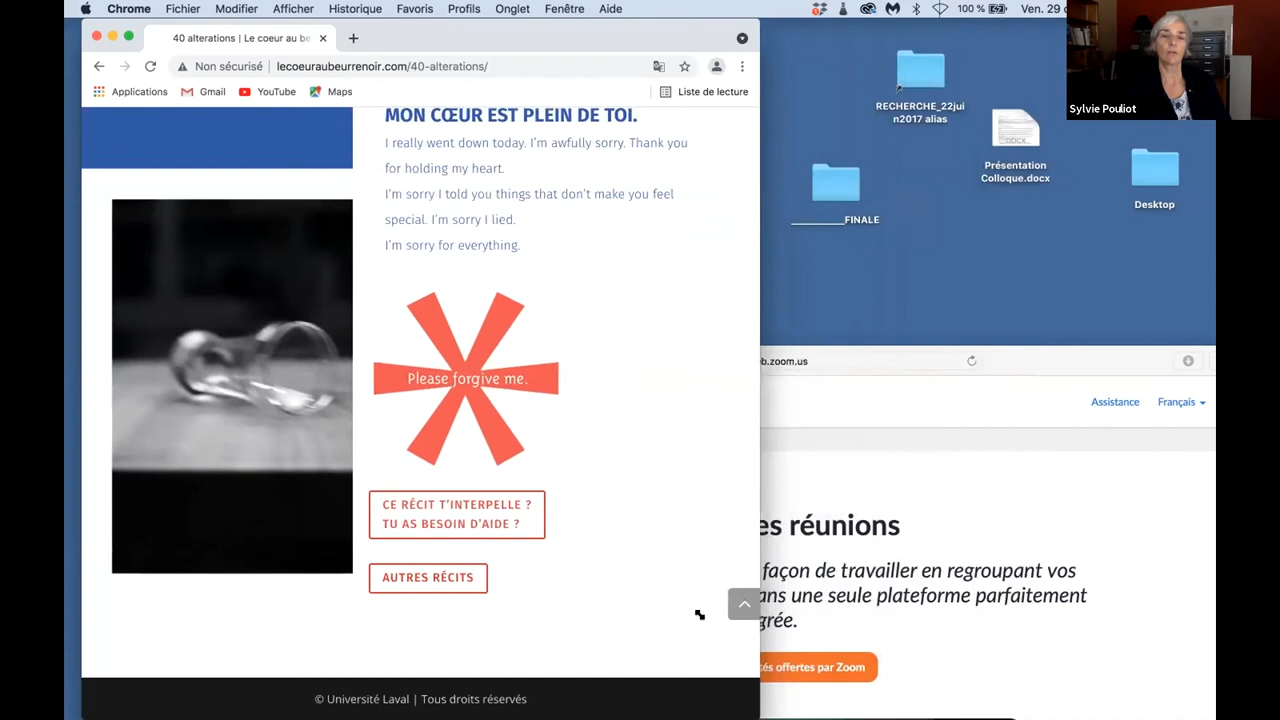 Chrome Fichier Modifier Afficher Historique Favoris Profils Onglet Fenêtre Aide
100 % Ven. 29
40 alterations | Le coeur au be
Non sécurisé | lecoeuraubeurrenoir.com/40-alterations/
Applications Gmail YouTube Maps Liste de lecture
MON CŒUR EST PLEIN DE TOI.
I really went down today. I'm awfully sorry. Thank you
for holding my heart.
I'm sorry I told you things that don't make you feel
special. I'm sorry I lied.
I'm sorry for everything.
Please forgive me.
CE RÉCIT T'INTERPELLE ?
TU AS BESOIN D'AIDE ?
AUTRES RÉCITS
© Université Laval | Tous droits réservés
RECHERCHE_22jui
n2017 alias
DOCX
Présentation
Colloque.docx
FINALE
Desktop
Sylvie Pouliot
eb.zoom.us
Assistance Français
es réunions
façon de travailler en regroupant vos
ans une seule plateforme parfaitement
grée.
tés offertes par Zoom